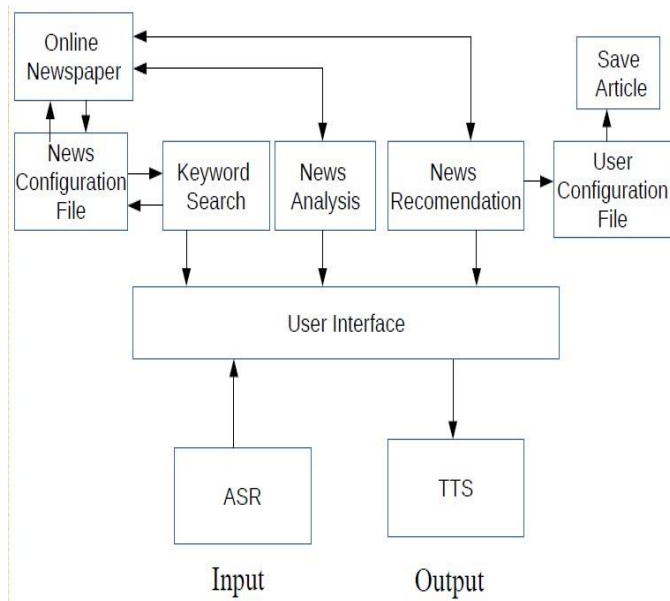 Online
Newspaper
Save
Article
News
Configuration
File
Keyword
Search
News
Analysis
News
Recomendation
User
Configuration
File
User Interface
ASR
TTS
Input
Output